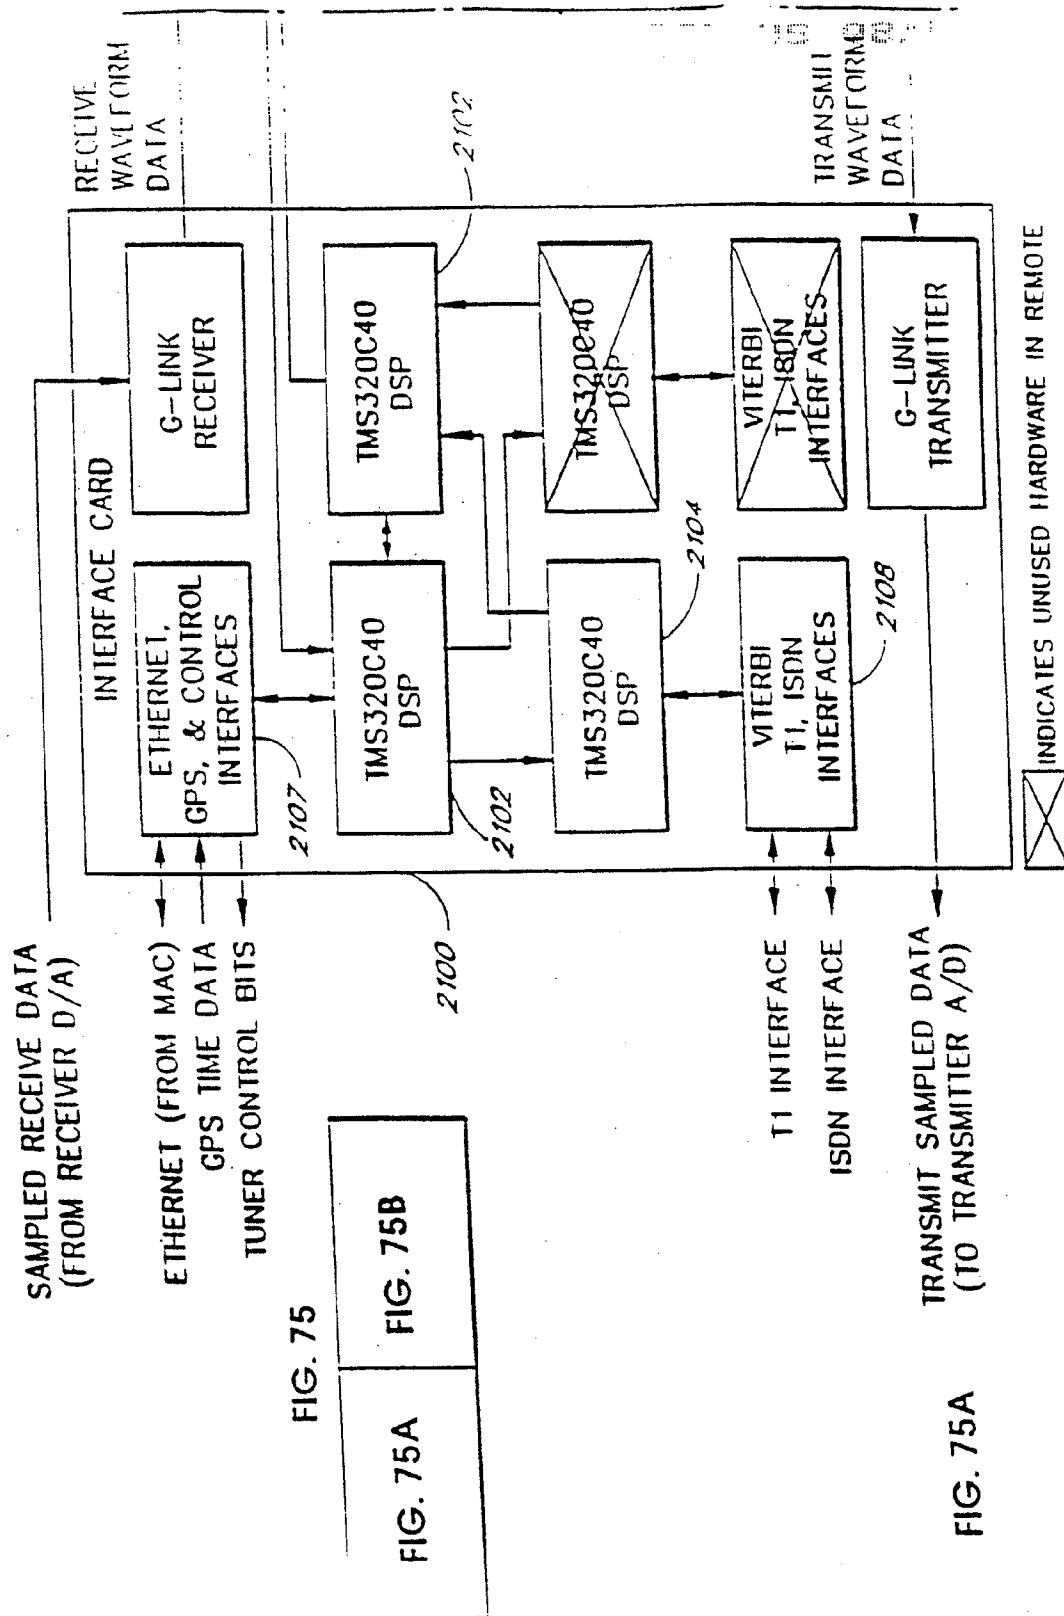 SAMPLED RECEIVE DATA
(FROM RECEIVER D/A)
ETHERNET (FROM MAC)
GPS TIME DATA
TUNER CONTROL BITS
INTERFACE CARD
ETHERNET,
GPS, & CONTROL
INTERFACES
2107
G-LINK
RECEIVER
RECEIVE
WAVEFORM
DATA
TMS320C40
DSP
2102
TMS320C40
DSP
2102
2100
TMS320C40
DSP
2104
TMS320C40
DSP
T1 INTERFACE
ISDN INTERFACE
VITERBI
T1, ISDN
INTERFACES
2108
VITERBI
T1, ISDN
INTERFACES
TRANSMIT
WAVEFORM
DATA
G-LINK
TRANSMITTER
TRANSMIT SAMPLED DATA
(TO TRANSMITTER A/D)
INDICATES UNUSED HARDWARE IN REMOTE
FIG. 75
FIG. 75A
FIG. 75B
FIG. 75A